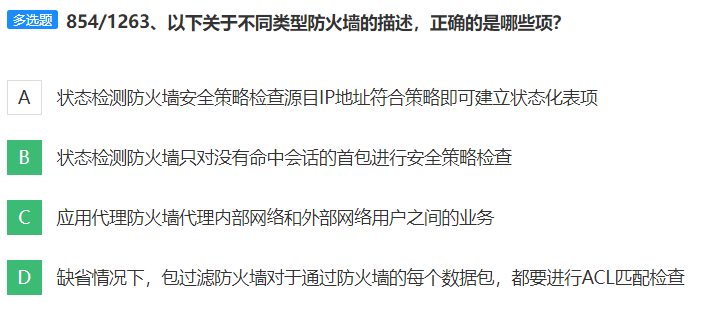 多选题 854/1263、以下关于不同类型防火墙的描述，正确的是哪些项？
A 状态检测防火墙安全策略检查源目IP地址符合策略即可建立状态化表项
B 状态检测防火墙只对没有命中会话的首包进行安全策略检查
C 应用代理防火墙代理内部网络和外部网络用户之间的业务
D 缺省情况下，包过滤防火墙对于通过防火墙的每个数据包，都要进行ACL匹配检查